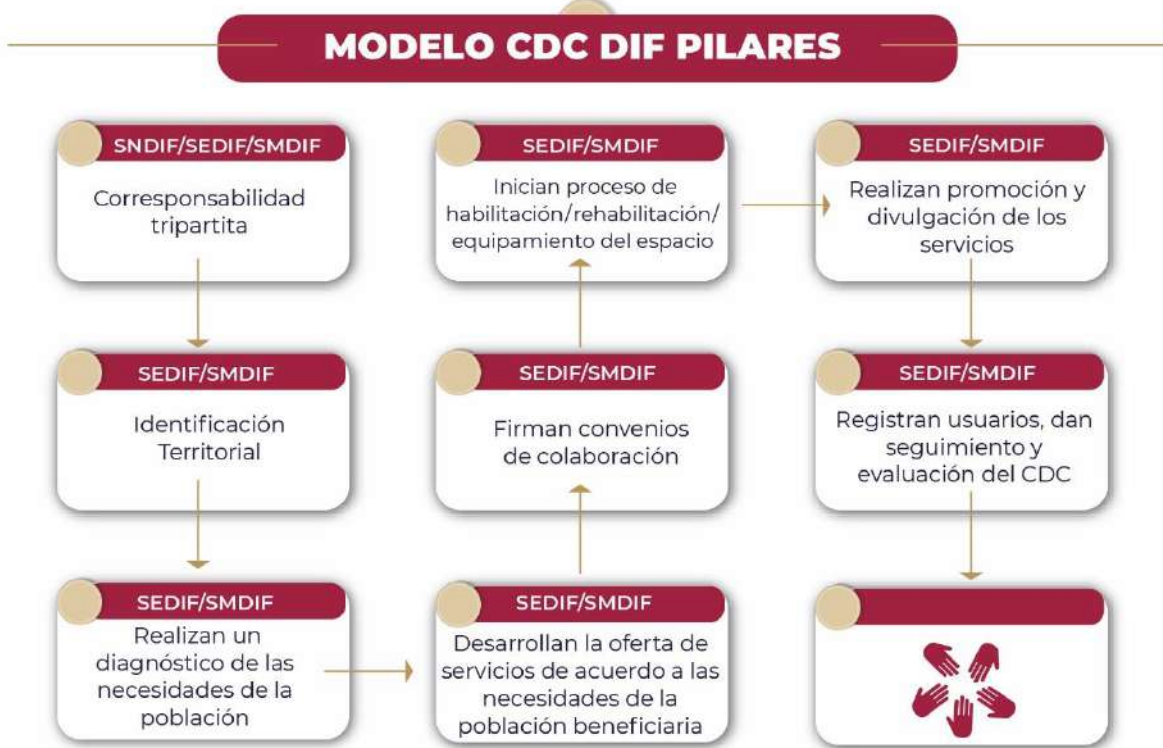 MODELO CDC DIF PILARES
SNDIF/SEDIF/SMDIF
Corresponsabilidad
tripartita
SEDIF/SMDIF
Identificación
Territorial
SEDIF/SMDIF
Realizan un
diagnóstico de las
necesidades de la
población
SEDIF/SMDIF
Desarrollan la oferta de
servicios de acuerdo a las
necesidades de la
población beneficiaria
SEDIF/SMDIF
Firman convenios
de colaboración
SEDIF/SMDIF
Inician proceso de
habilitación/rehabilitación/
equipamiento del espacio
SEDIF/SMDIF
Realizan promoción y
divulgación de los
servicios
SEDIF/SMDIF
Registran usuarios, dan
seguimiento y
evaluación del CDC